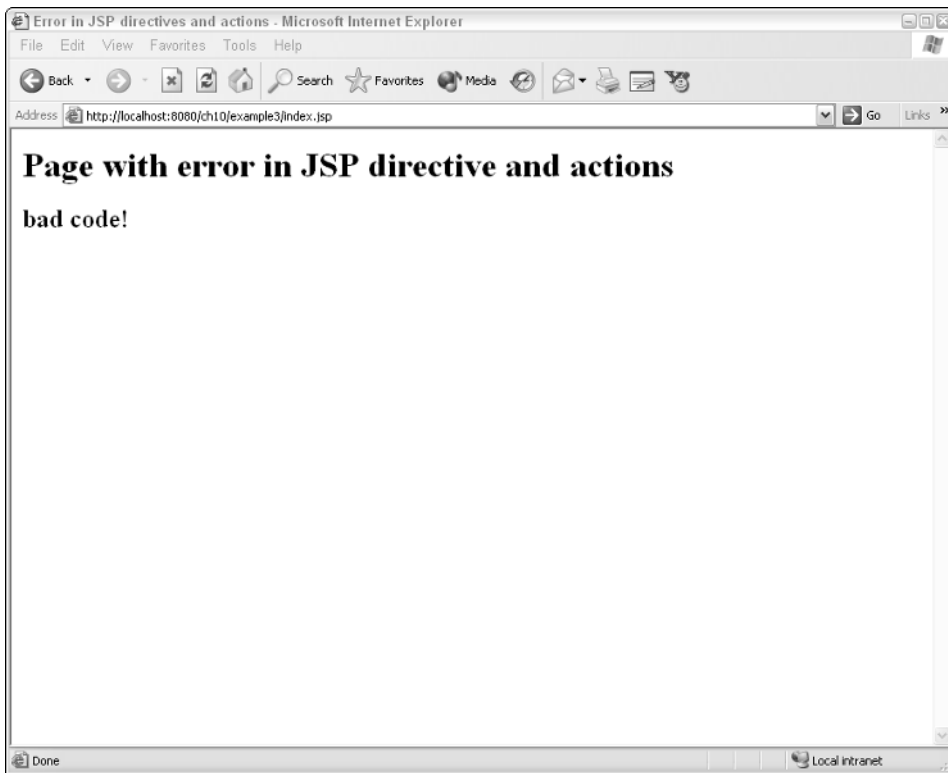 Error in JSP directives and actions - Microsoft Internet Explorer
File Edit View Favorites Tools Help
Back Search Favorites Media
Address http://localhost:8080/ch10/example3/index.jsp Go Links »
Page with error in JSP directive and actions
bad code!
Done Local intranet